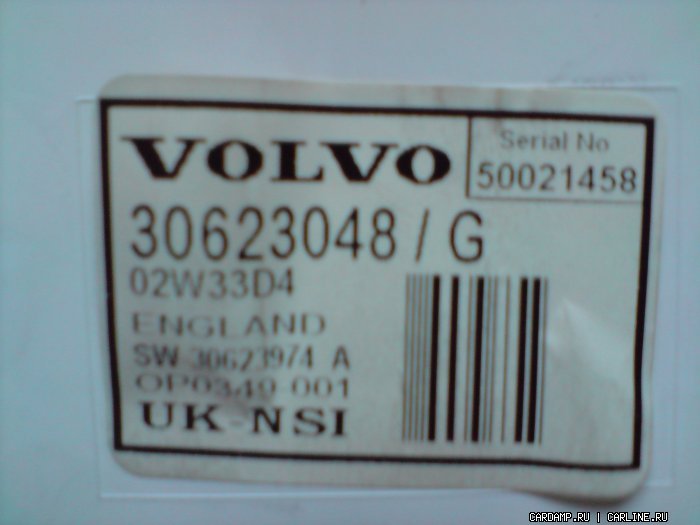 VOLVO
Serial No
50021458
30623048 / G
02W33D4
ENGLAND
SW 30623974 A
OP0349-001
UK-NSI
CARDAMP.RU | CARLINE.RU